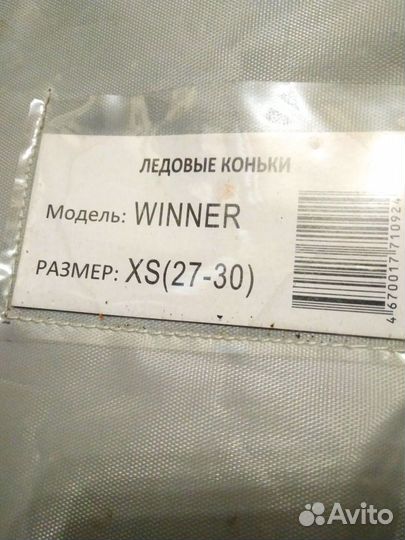 ЛЕДОВЫЕ КОНЬКИ
Модель: WINNER
РАЗМЕР: XS(27-30)
4670017710924
Avito